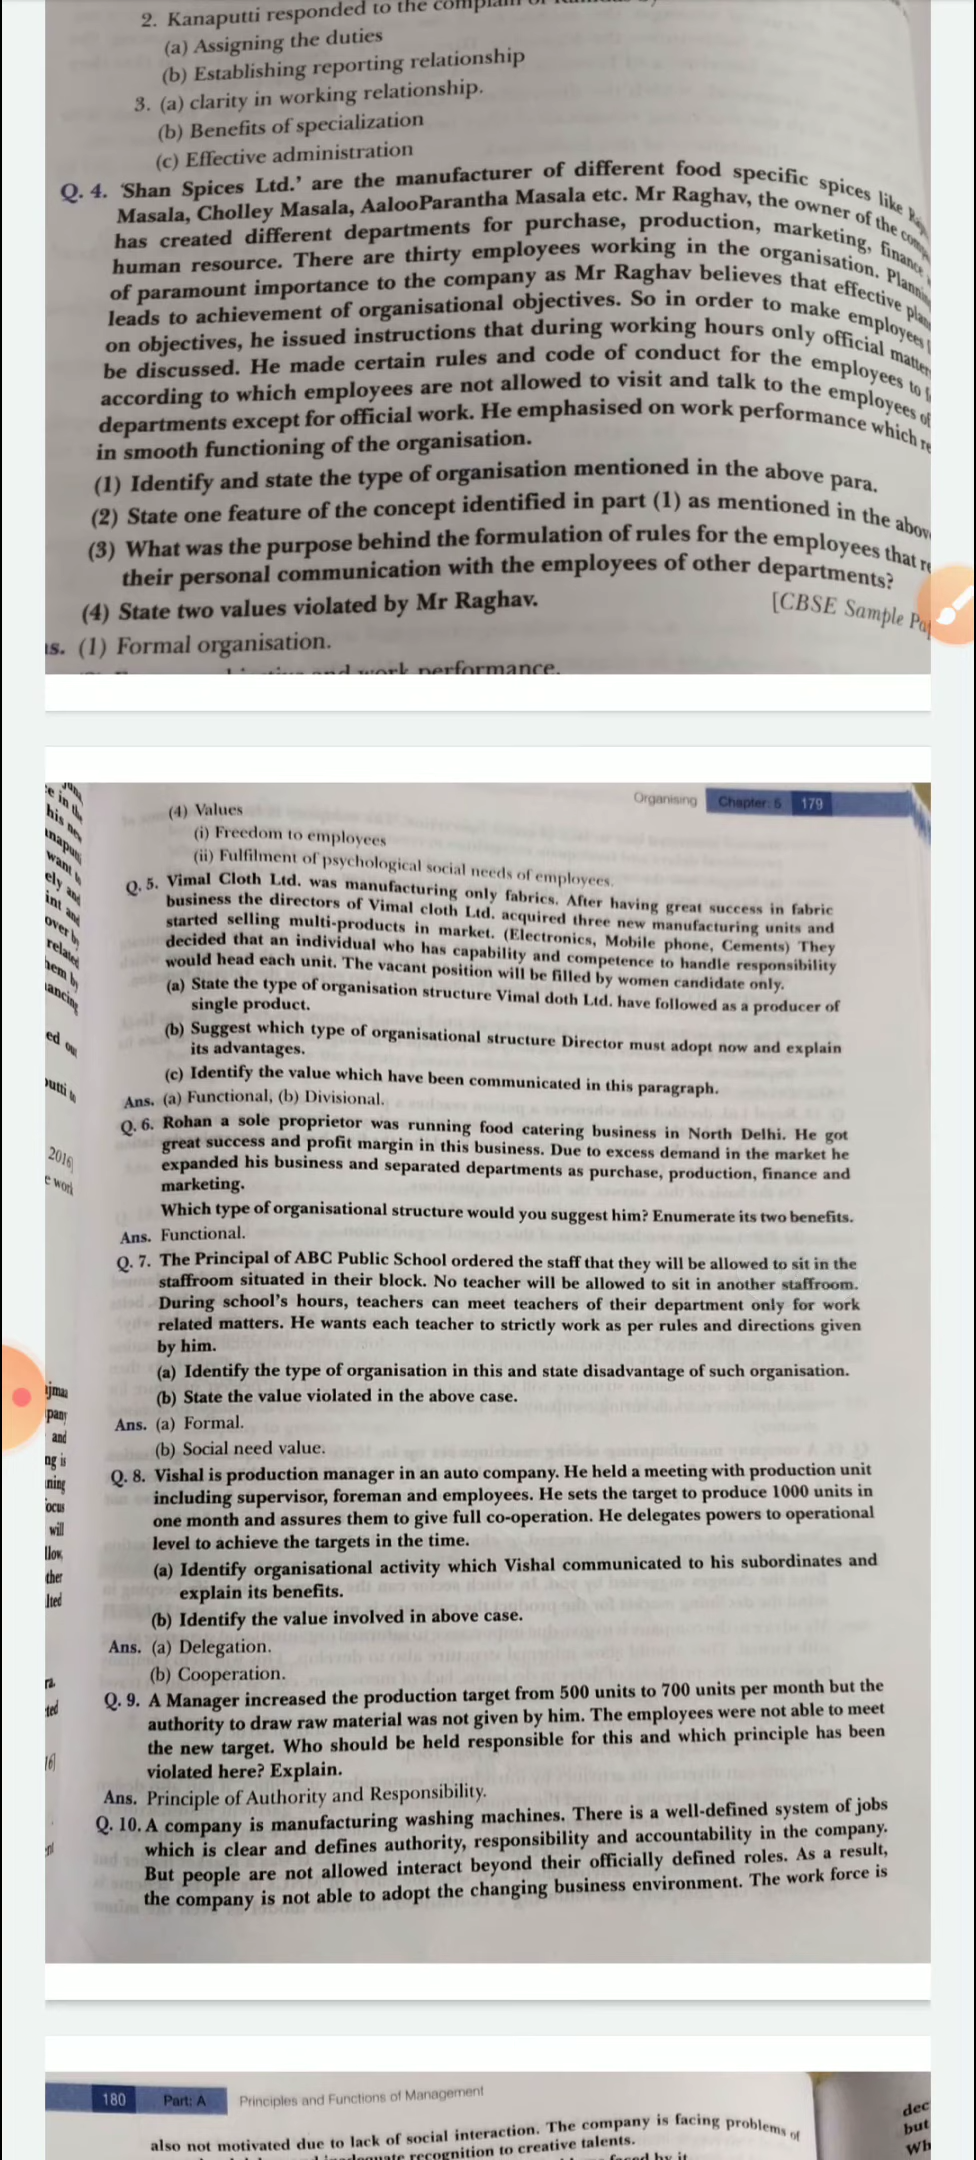 2. Kanaputti responded to the
(a) Assigning the duties
(b) Establishing reporting relationship
3. (a) clarity in working relationship.
(b) Benefits of specialization
(c) Effective administration
Q. 4. 'Shan Spices Ltd.' are the manufacturer of different food specific spices like
Masala, Cholley Masala, AalooParantha Masala etc. Mr Raghav, the owner of the
has created different departments for purchase, production, marketing, finance
human resource. There are thirty employees working in the organisation.
of paramount importance to the company as Mr Raghav believes that effective
leads to achievement of organisational objectives. So in order to make employees
on objectives, he issued instructions that during working hours only official
be discussed. He made certain rules and code of conduct for the employees to
according to which employees are not allowed to visit and talk to the employees of
departments except for official work. He emphasised on work performance which
in smooth functioning of the organisation.
(1) Identify and state the type of organisation mentioned in the above para.
(2) State one feature of the concept identified in part (1) as mentioned in the
(3) What was the purpose behind the formulation of rules for the employees that
their personal communication with the employees of other departments?
(4) State two values violated by Mr Raghav.
[CBSE Sample
(1) Formal organisation.
and work performance.
Organising Chapter: 5 179
(4) Values
(i) Freedom to employees
(ii) Fulfilment of psychological social needs of employees.
Q. 5. Vimal Cloth Ltd. was manufacturing only fabrics. After having great success in fabric
business the directors of Vimal cloth Ltd. acquired three new manufacturing units and
started selling multi-products in market. (Electronics, Mobile phone, Cements) They
decided that an individual who has capability and competence to handle responsibility
would head each unit. The vacant position will be filled by women candidate only.
(a) State the type of organisation structure Vimal doth Ltd. have followed as a producer of
single product.
(b) Suggest which type of organisational structure Director must adopt now and explain
its advantages.
(c) Identify the value which have been communicated in this paragraph.
Ans. (a) Functional, (b) Divisional.
Q. 6. Rohan a sole proprietor was running food catering business in North Delhi. He got
great success and profit margin in this business. Due to excess demand in the market he
expanded his business and separated departments as purchase, production, finance and
marketing.
Which type of organisational structure would you suggest him? Enumerate its two benefits.
Ans. Functional.
Q. 7. The Principal of ABC Public School ordered the staff that they will be allowed to sit in the
staffroom situated in their block. No teacher will be allowed to sit in another staffroom.
During school's hours, teachers can meet teachers of their department only for work
related matters. He wants each teacher to strictly work as per rules and directions given
by him.
(a) Identify the type of organisation in this and state disadvantage of such organisation.
(b) State the value violated in the above case.
Ans. (a) Formal.
(b) Social need value.
Q. 8. Vishal is production manager in an auto company. He held a meeting with production unit
including supervisor, foreman and employees. He sets the target to produce 1000 units in
one month and assures them to give full co-operation. He delegates powers to operational
level to achieve the targets in the time.
(a) Identify organisational activity which Vishal communicated to his subordinates and
explain its benefits.
(b) Identify the value involved in above case.
Ans. (a) Delegation.
(b) Cooperation.
Q. 9. A Manager increased the production target from 500 units to 700 units per month but the
authority to draw raw material was not given by him. The employees were not able to meet
the new target. Who should be held responsible for this and which principle has been
violated here? Explain.
Ans. Principle of Authority and Responsibility.
Q. 10. A company is manufacturing washing machines. There is a well-defined system of jobs
which is clear and defines authority, responsibility and accountability in the company.
But people are not allowed interact beyond their officially defined roles. As a result,
the company is not able to adopt the changing business environment. The work force is
180 Part: A Principles and Functions of Management
also not motivated due to lack of social interaction. The company is facing problems of
recognition to creative talents.